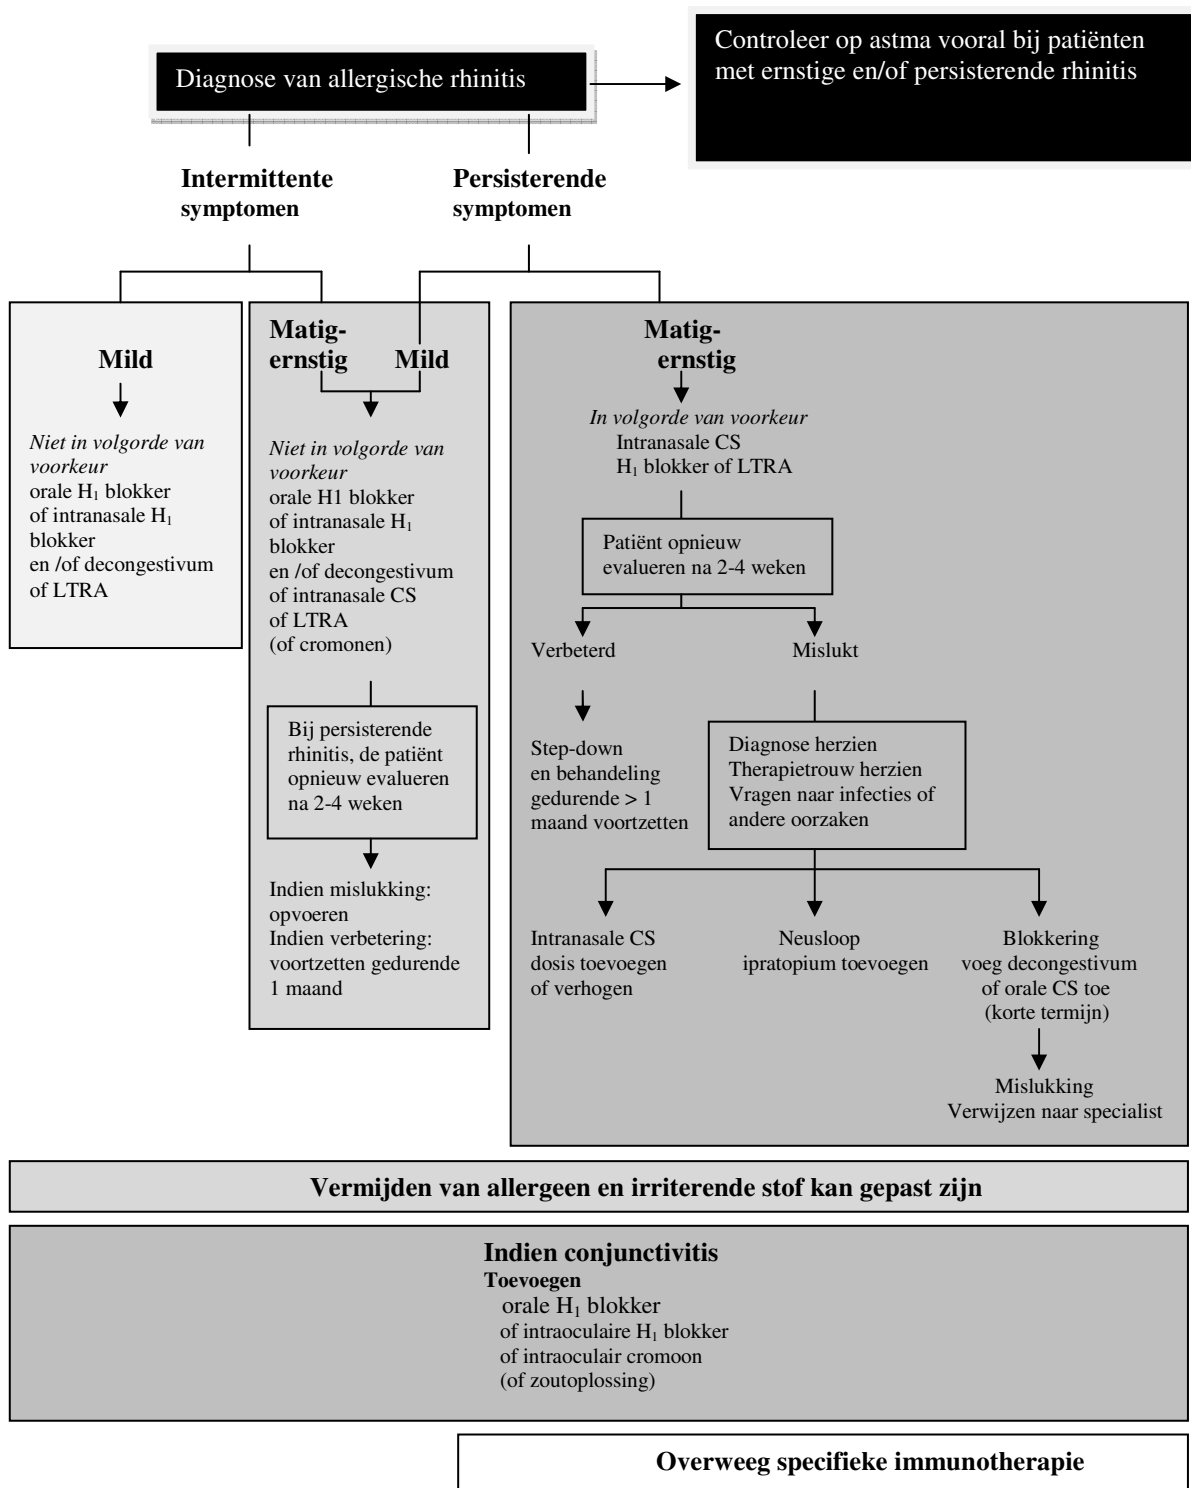 Diagnose van allergische rhinitis
Controleer op astma vooral bij patiënten
met ernstige en/of persisterende rhinitis
Intermittente
symptomen
Persisterende
symptomen
Mild
Niet in volgorde van
voorkeur
orale H₁ blokker
of intranasale H₁
blokker
en /of decongestivum
of LTRA
Matig-
ernstig
Mild
Niet in volgorde van
voorkeur
orale H1 blokker
of intranasale H₁
blokker
en /of decongestivum
of intranasale CS
of LTRA
(of cromonen)
Bij persisterende
rhinitis, de patiënt
opnieuw evalueren
na 2-4 weken
Indien mislukking:
opvoeren
Indien verbetering:
voortzetten gedurende
1 maand
Matig-
ernstig
In volgorde van voorkeur
Intranasale CS
H₁ blokker of LTRA
Patiënt opnieuw
evalueren na 2-4 weken
Verbeterd
Mislukt
Step-down
en behandeling
gedurende > 1
maand voortzetten
Diagnose herzien
Therapietrouw herzien
Vragen naar infecties of
andere oorzaken
Intranasale CS
dosis toevoegen
of verhogen
Neusloop
ipratopium toevoegen
Blokkering
voeg decongestivum
of orale CS toe
(korte termijn)
Mislukking
Verwijzen naar specialist
Vermijden van allergeen en irriterende stof kan gepast zijn
Indien conjunctivitis
Toevoegen
orale H₁ blokker
of intraoculaire H₁ blokker
of intraoculair cromoon
(of zoutoplossing)
Overweeg specifieke immunotherapie